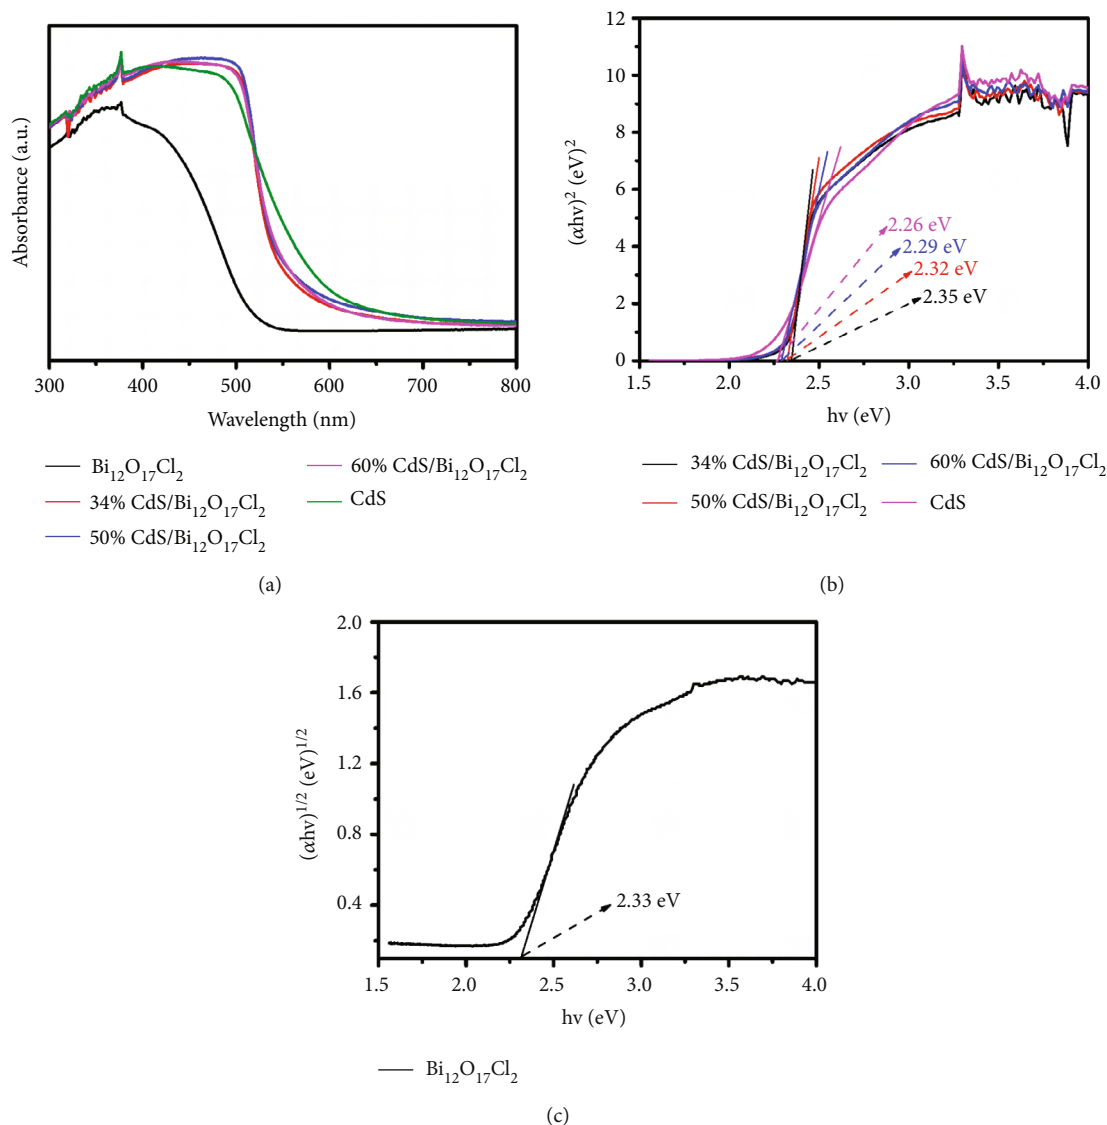 Absorbance (a.u.)
300 400 500 600 700 800
Wavelength (nm)
Bi₁₂O₁₇Cl₂
34% CdS/Bi₁₂O₁₇Cl₂
50% CdS/Bi₁₂O₁₇Cl₂
60% CdS/Bi₁₂O₁₇Cl₂
CdS
(a)
12
10
8
6
4
2
0
(αhv)² (eV)²
2.26 eV
2.29 eV
2.32 eV
2.35 eV
1.5 2.0 2.5 3.0 3.5 4.0
hv (eV)
34% CdS/Bi₁₂O₁₇Cl₂
50% CdS/Bi₁₂O₁₇Cl₂
60% CdS/Bi₁₂O₁₇Cl₂
CdS
(b)
2.0
1.6
1.2
0.8
0.4
(αhv)^1/2 (eV)^1/2
2.33 eV
1.5 2.0 2.5 3.0 3.5 4.0
hv (eV)
Bi₁₂O₁₇Cl₂
(c)